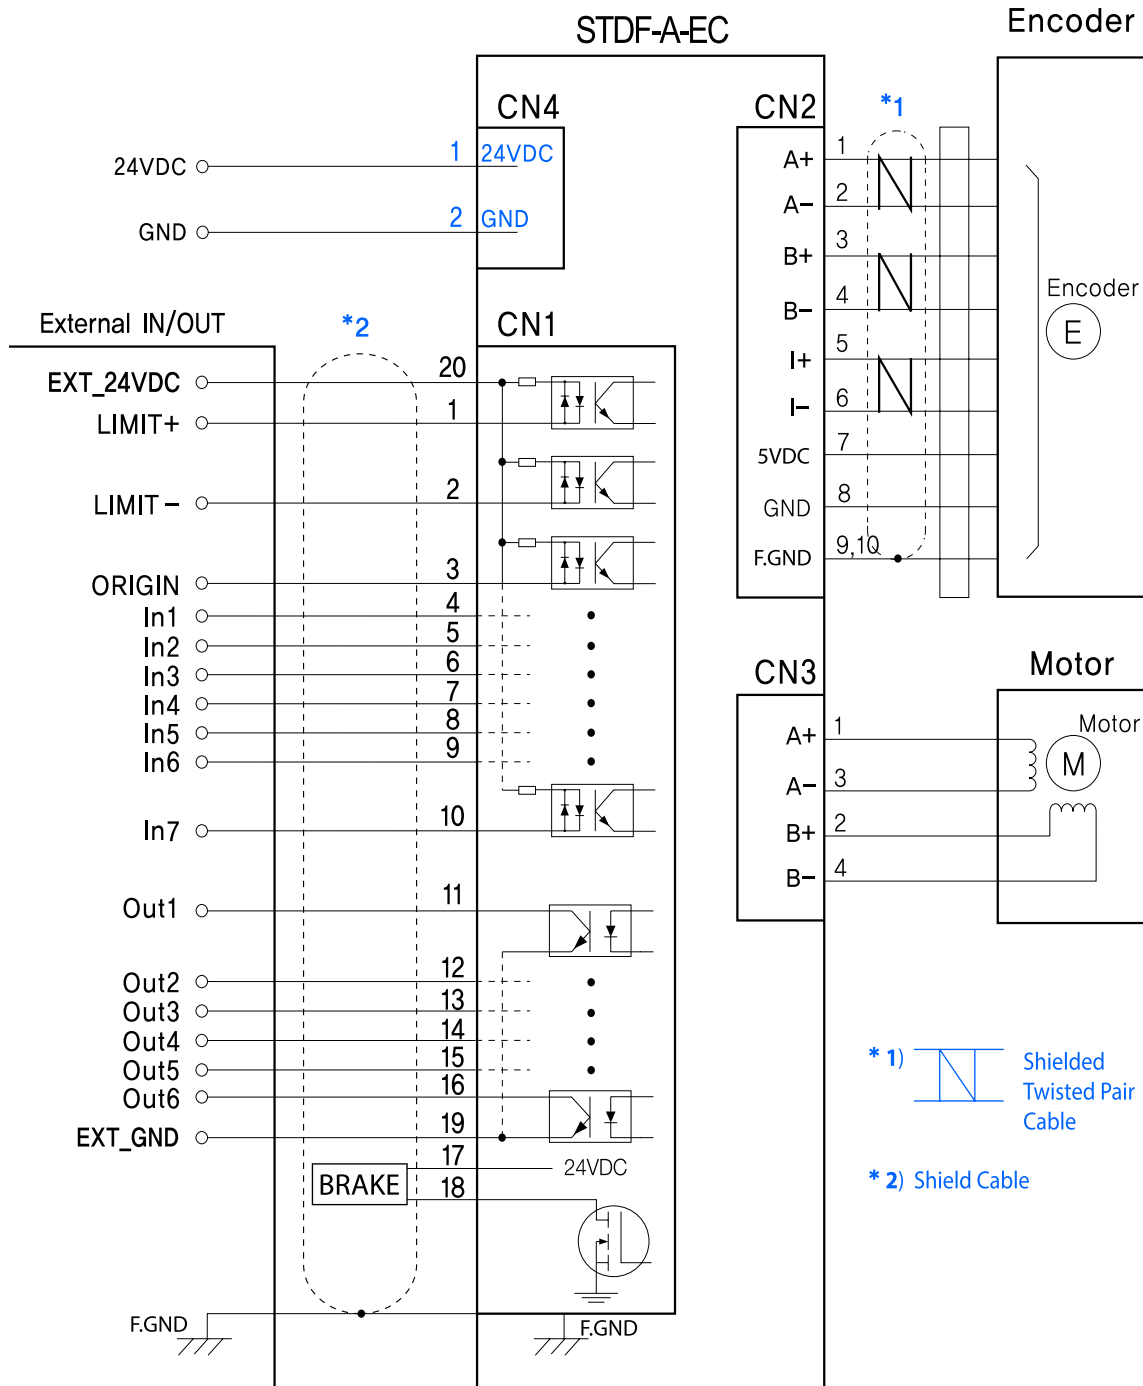 STDF-A-EC
Encoder
CN4
1 24VDC
24VDC
2 GND
GND
CN2
*1
A+ 1
A- 2
B+ 3
B- 4
I+ 5
I- 6
5VDC 7
GND 8
F.GND 9,10
Encoder
E
External IN/OUT
*2
CN1
EXT_24VDC 20
LIMIT+ 1
LIMIT- 2
ORIGIN 3
In1 4
In2 5
In3 6
In4 7
In5 8
In6 9
In7 10
Out1 11
Out2 12
Out3 13
Out4 14
Out5 15
Out6 16
EXT_GND 19
17 24VDC
BRAKE
18
F.GND
F.GND
CN3
Motor
A+ 1
A- 3
B+ 2
B- 4
Motor
M
* 1) Shielded
Twisted Pair
Cable
* 2) Shield Cable